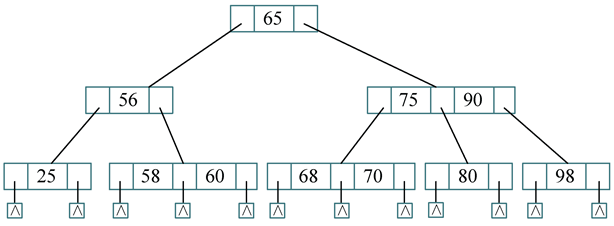 65
56 75 90
25 58 60 68 70 80 98
∧ ∧ ∧ ∧ ∧ ∧ ∧ ∧ ∧ ∧ ∧ ∧